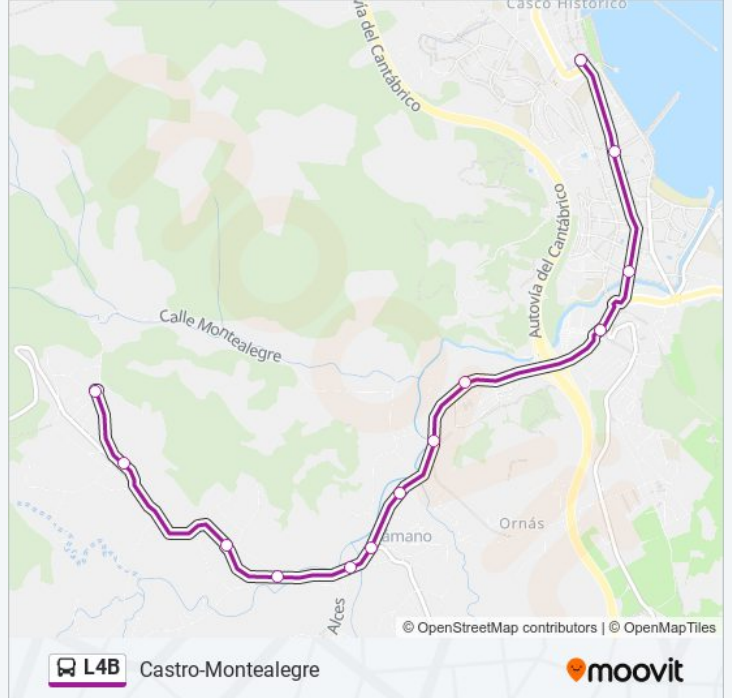 Casco Histórico
vía del Cantábrico
Autovía del Cantábrico
Calle Montealegre
Ornás
amano
Alces
© OpenStreetMap contributors | © OpenMapTiles
L4B Castro-Montealegre
moovit